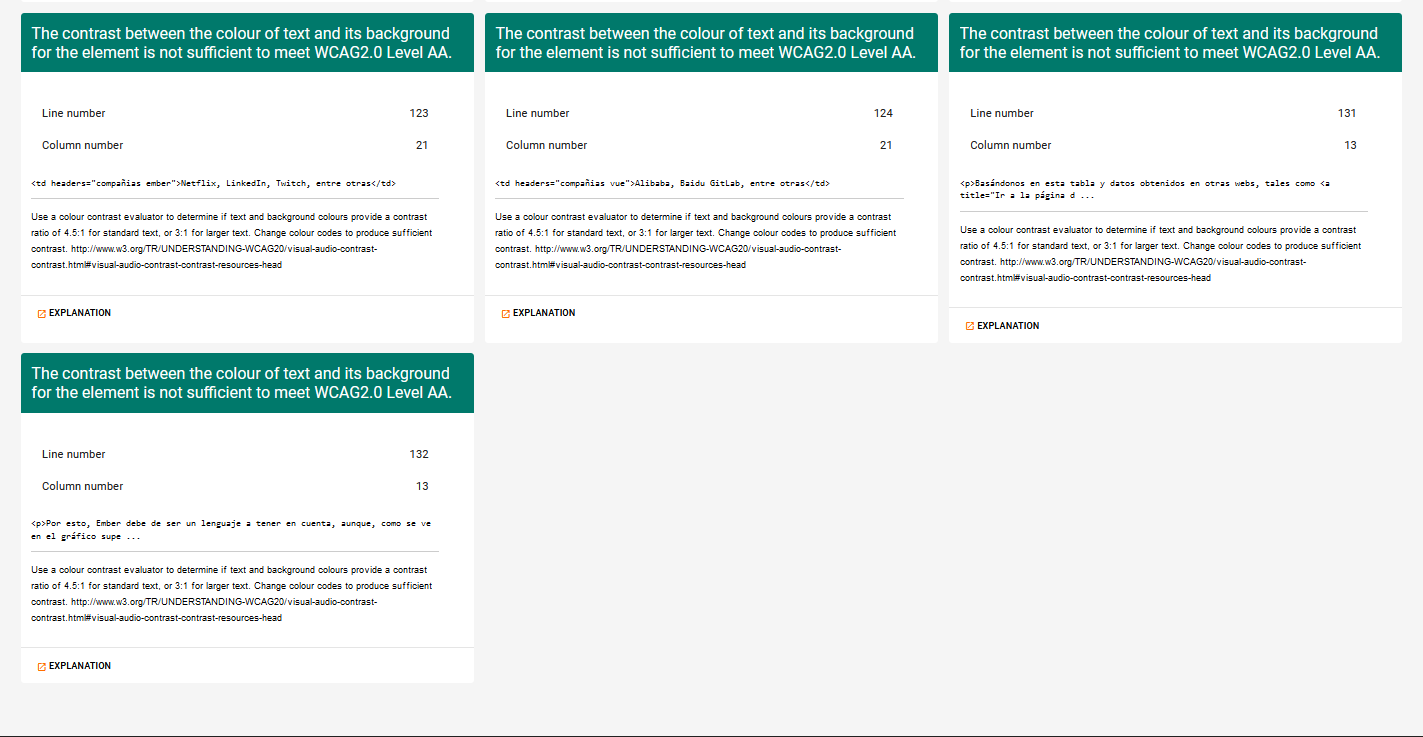 The contrast between the colour of text and its background
for the element is not sufficient to meet WCAG2.0 Level AA.
Line number 123
Column number 21
<td headers="compañias ember">Netflix, LinkedIn, Twitch, entre otras</td>
Use a colour contrast evaluator to determine if text and background colours provide a contrast
ratio of 4.5:1 for standard text, or 3:1 for larger text. Change colour codes to produce sufficient
contrast. http://www.w3.org/TR/UNDERSTANDING-WCAG20/visual-audio-contrast-
contrast.html#visual-audio-contrast-contrast-resources-head
EXPLANATION
The contrast between the colour of text and its background
for the element is not sufficient to meet WCAG2.0 Level AA.
Line number 124
Column number 21
<td headers="compañias vue">Alibaba, Baidu GitLab, entre otras</td>
Use a colour contrast evaluator to determine if text and background colours provide a contrast
ratio of 4.5:1 for standard text, or 3:1 for larger text. Change colour codes to produce sufficient
contrast. http://www.w3.org/TR/UNDERSTANDING-WCAG20/visual-audio-contrast-
contrast.html#visual-audio-contrast-contrast-resources-head
EXPLANATION
The contrast between the colour of text and its background
for the element is not sufficient to meet WCAG2.0 Level AA.
Line number 131
Column number 13
<p>Basándonos en esta tabla y datos obtenidos en otras webs, tales como <a
title="Ir a la página d ...
Use a colour contrast evaluator to determine if text and background colours provide a contrast
ratio of 4.5:1 for standard text, or 3:1 for larger text. Change colour codes to produce sufficient
contrast. http://www.w3.org/TR/UNDERSTANDING-WCAG20/visual-audio-contrast-
contrast.html#visual-audio-contrast-contrast-resources-head
EXPLANATION
The contrast between the colour of text and its background
for the element is not sufficient to meet WCAG2.0 Level AA.
Line number 132
Column number 13
<p>Por esto, Ember debe de ser un lenguaje a tener en cuenta, aunque, como se ve
en el gráfico supe ...
Use a colour contrast evaluator to determine if text and background colours provide a contrast
ratio of 4.5:1 for standard text, or 3:1 for larger text. Change colour codes to produce sufficient
contrast. http://www.w3.org/TR/UNDERSTANDING-WCAG20/visual-audio-contrast-
contrast.html#visual-audio-contrast-contrast-resources-head
EXPLANATION